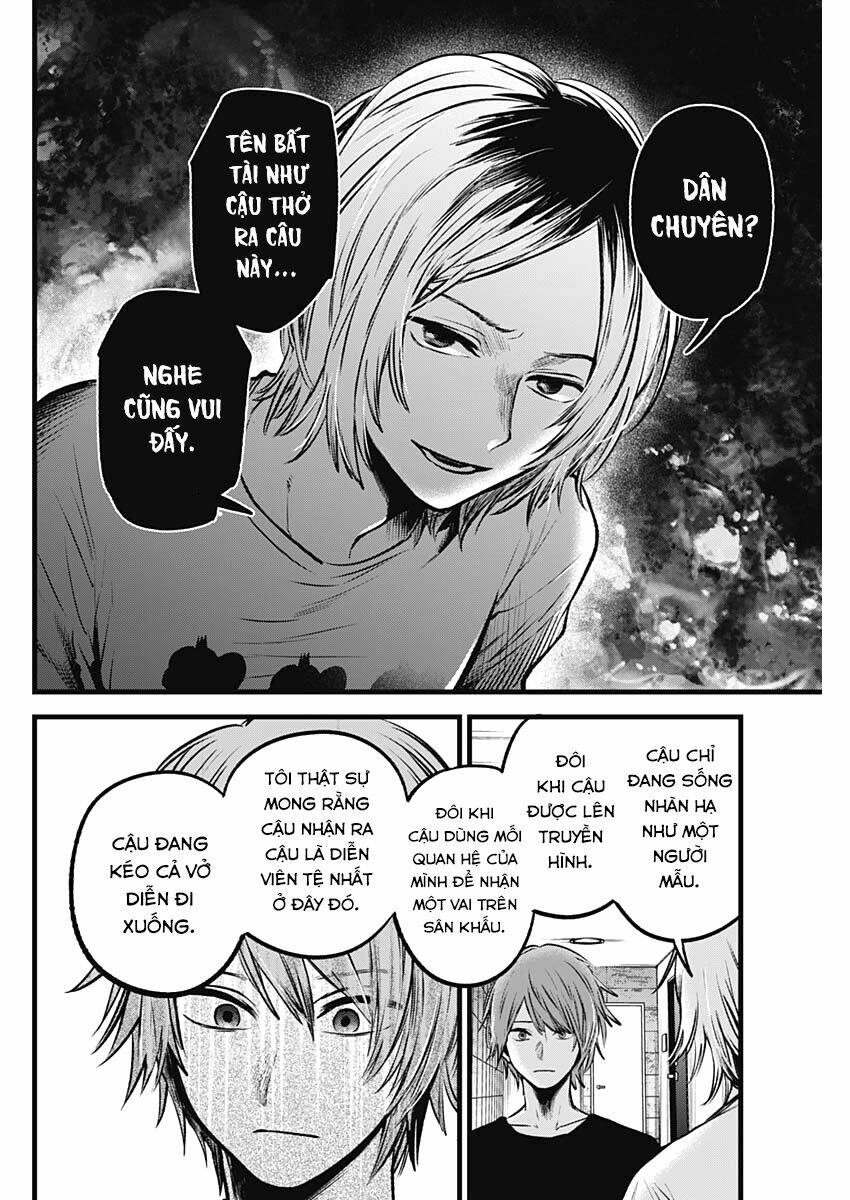 DÂN
CHUYÊN?
TÊN BẤT
TÀI NHƯ
CẬU THỞ
RA CÂU
NÀY...
NGHE
CŨNG VUI
ĐẤY.
CẬU CHỈ
ĐANG SỐNG
NHÀN HẠ
NHƯ MỘT
NGƯỜI
MẪU.
ĐÔI
KHI CẬU
ĐƯỢC LÊN
TRUYỀN
HÌNH.
ĐÔI KHI
CẬU DÙNG MỐI
QUAN HỆ CỦA
MÌNH ĐỂ NHẬN
MỘT VAI TRÊN
SÂN KHẤU.
TÔI THẬT SỰ
MONG RẰNG
CẬU NHẬN RA
CẬU LÀ DIỄN
VIÊN TỆ NHẤT
Ở ĐÂY ĐÓ.
CẬU ĐANG
KÉO CẢ VỞ
DIỄN ĐI
XUỐNG.